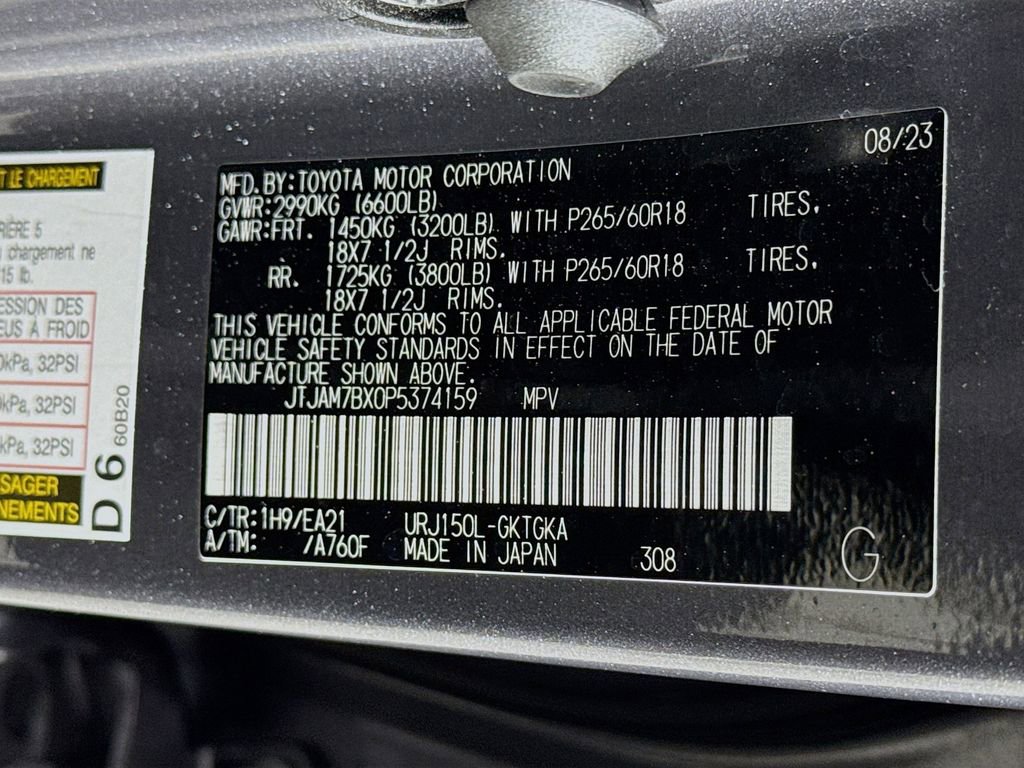 T LE CHARGEMENT
RIÈRE 5
chargement ne
15 lb.
ESSION DES
EUS À FROID
kPa, 32PSI
kPa, 32PSI
kPa, 32PSI
SAGER
NEMENTS
D 6 60B20
08/23
MFD.BY:TOYOTA MOTOR CORPORATION
GVWR:2990KG (6600LB)
GAWR:FRT. 1450KG (3200LB) WITH P265/60R18 TIRES,
18X7 1/2J RIMS.
RR. 1725KG (3800LB) WITH P265/60R18 TIRES,
18X7 1/2J RIMS.
THIS VEHICLE CONFORMS TO ALL APPLICABLE FEDERAL MOTOR
VEHICLE SAFETY STANDARDS IN EFFECT ON THE DATE OF
MANUFACTURE SHOWN ABOVE.
JTJAM7BX0P5374159 MPV
C/TR:1H9/EA21 URJ150L-GKTGKA
A/TM: /A760F MADE IN JAPAN 308
G